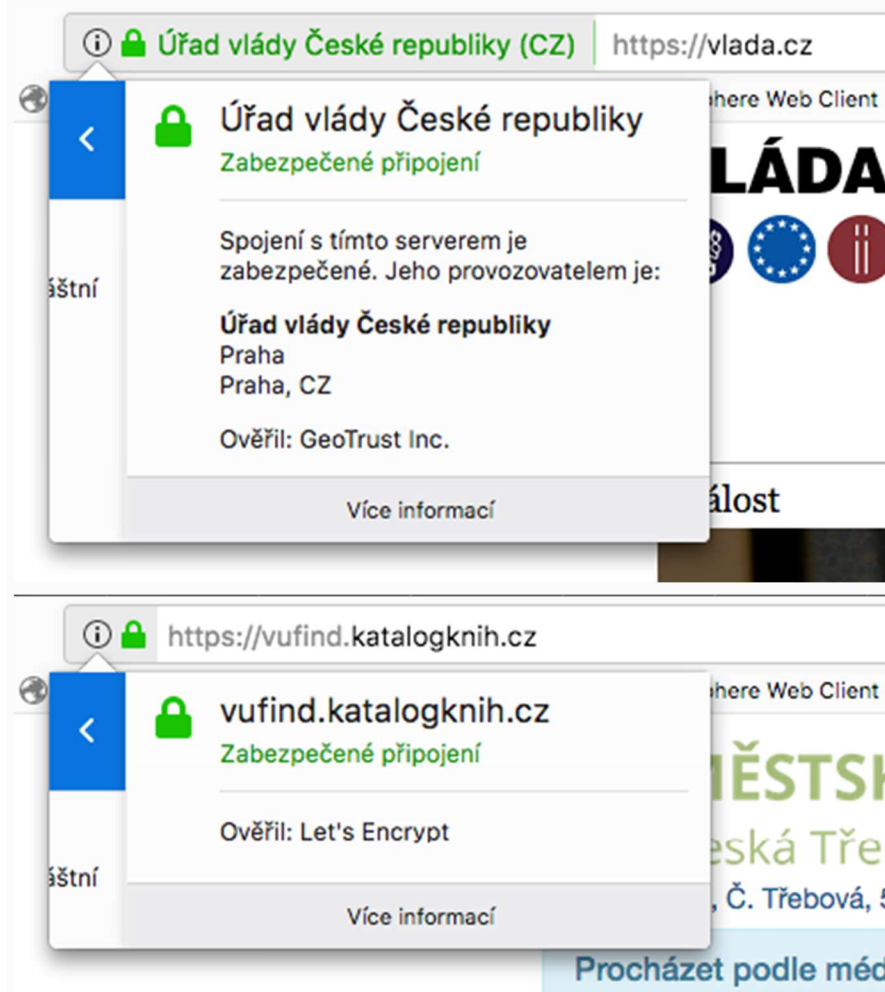 Úřad vlády České republiky (CZ) https://vlada.cz
here Web Client
Úřad vlády České republiky
Zabezpečené připojení
LÁDA
Spojení s tímto serverem je
zabezpečené. Jeho provozovatelem je:
áštní
Úřad vlády České republiky
Praha
Praha, CZ
Ověřil: GeoTrust Inc.
Více informací
álost
https://vufind.katalogknih.cz
here Web Client
vufind.katalogknih.cz
Zabezpečené připojení
ĚSTSK
Ověřil: Let's Encrypt
eská Tře
áštní
, Č. Třebová, 5
Více informací
Procházet podle méd